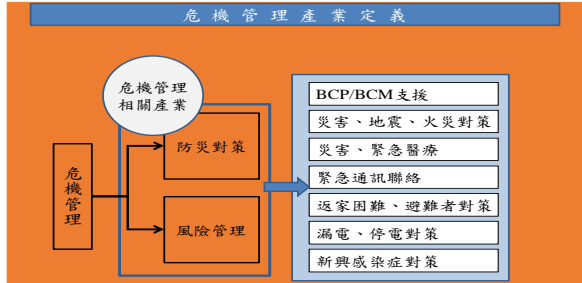 危機管理產業定義
危機管理
相關產業
危機管理
防災對策
風險管理
BCP/BCM支援
災害、地震、火災對策
災害、緊急醫療
緊急通訊聯絡
返家困難、避難者對策
漏電、停電對策
新興感染症對策